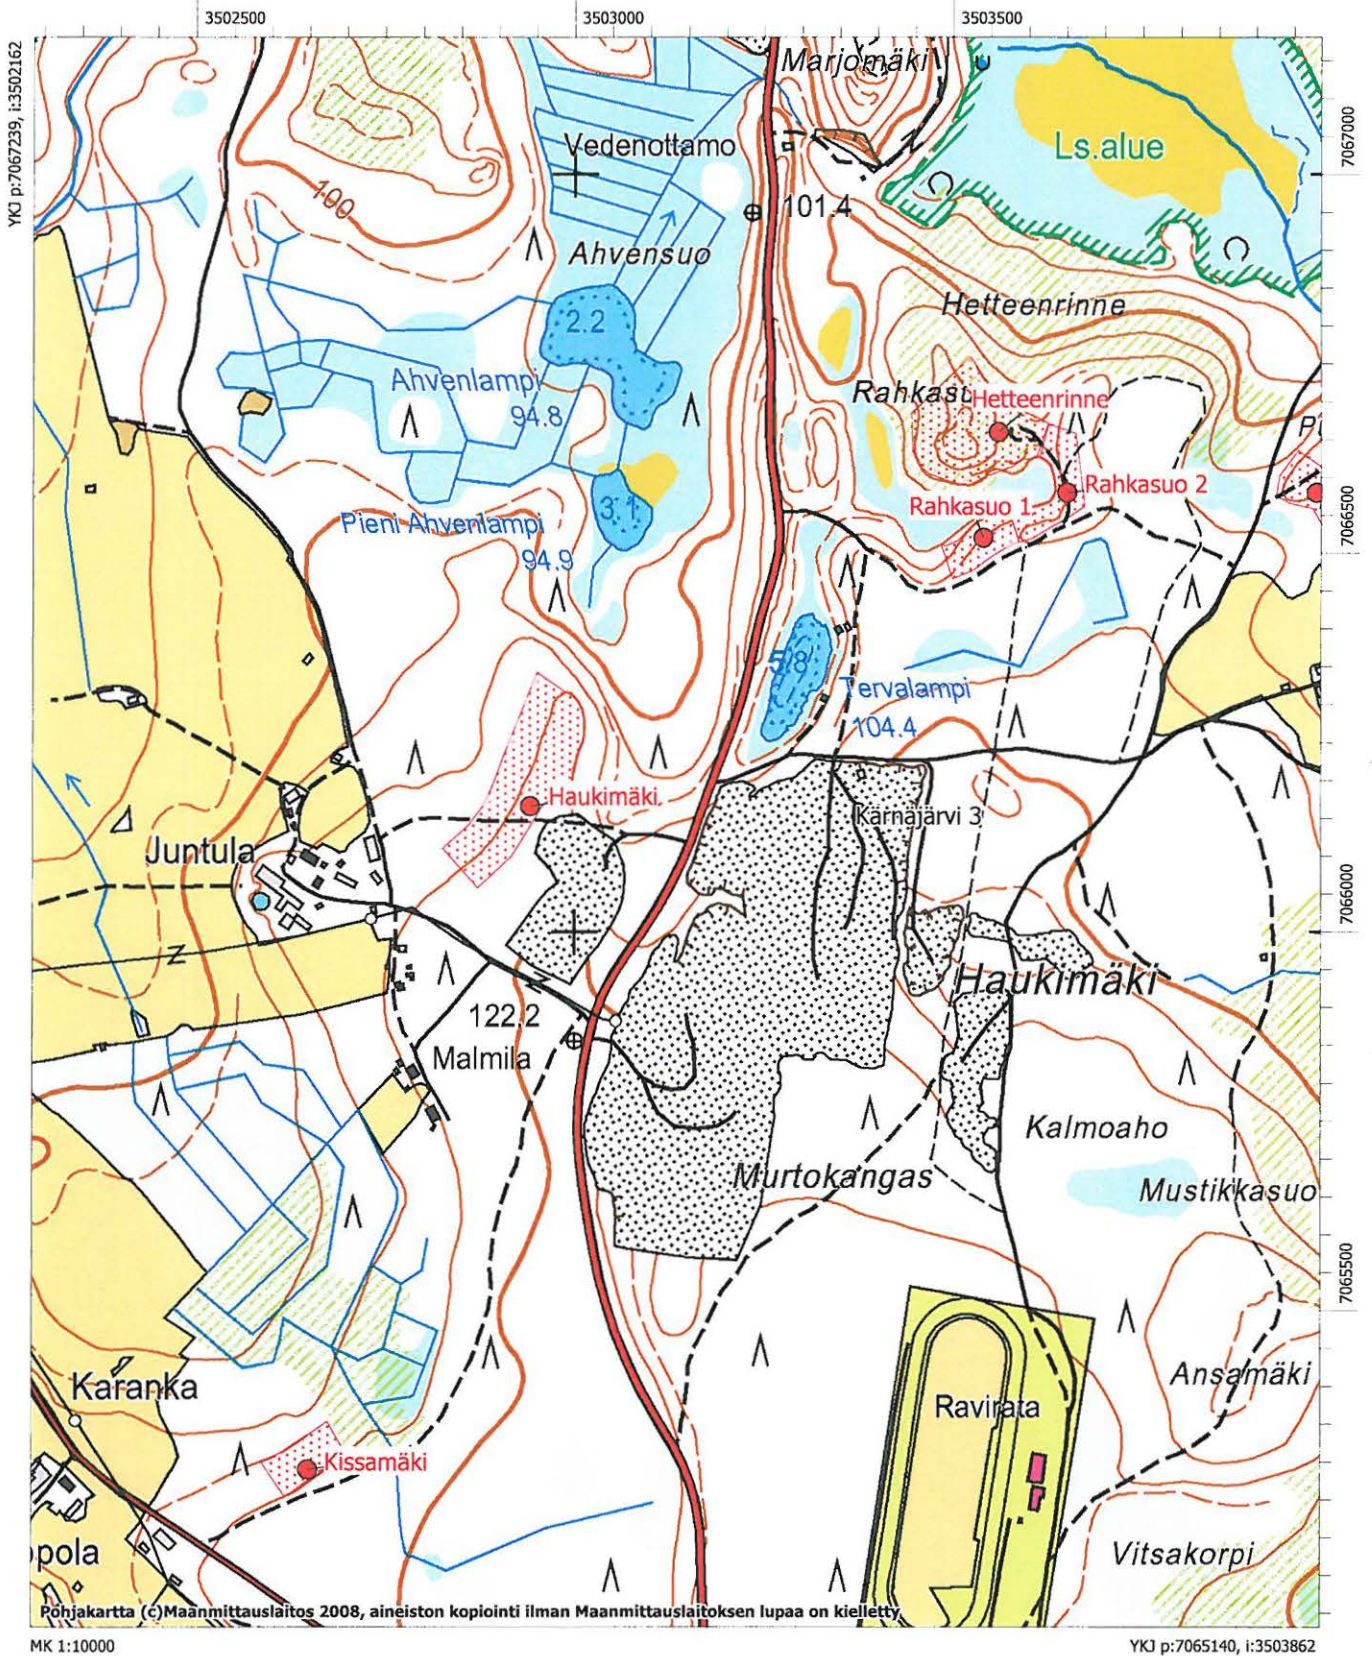 3502500 3503000 3503500
YKJ p:7067239, i:3502162
Marjomäki
7067000
Vedenottamo
Ls.alue
100
101.4
Ahvensuo
Hetteenrinne
2.2
Ahvenlampi
94.8
Hetteenrinne
Rahkasuo 2
7066500
Rahkasuo 1
3.1
Pieni Ahvenlampi
94.9
5.8
Tervalampi
104.4
Haukimäki
Kärnäjärvi 3
Juntula
7066000
Haukimäki
122.2
Malmila
Kalmoaho
Murtokangas
Mustikkasuo
7065500
Ansamäki
Karanka
Ravirata
Kissamäki
Vitsakorpi
Pohjakartta (c)Maanmittauslaitos 2008, aineiston kopiointi ilman Maanmittauslaitoksen lupaa on kielletty
MK 1:10000
YKJ p:7065140, i:3503862